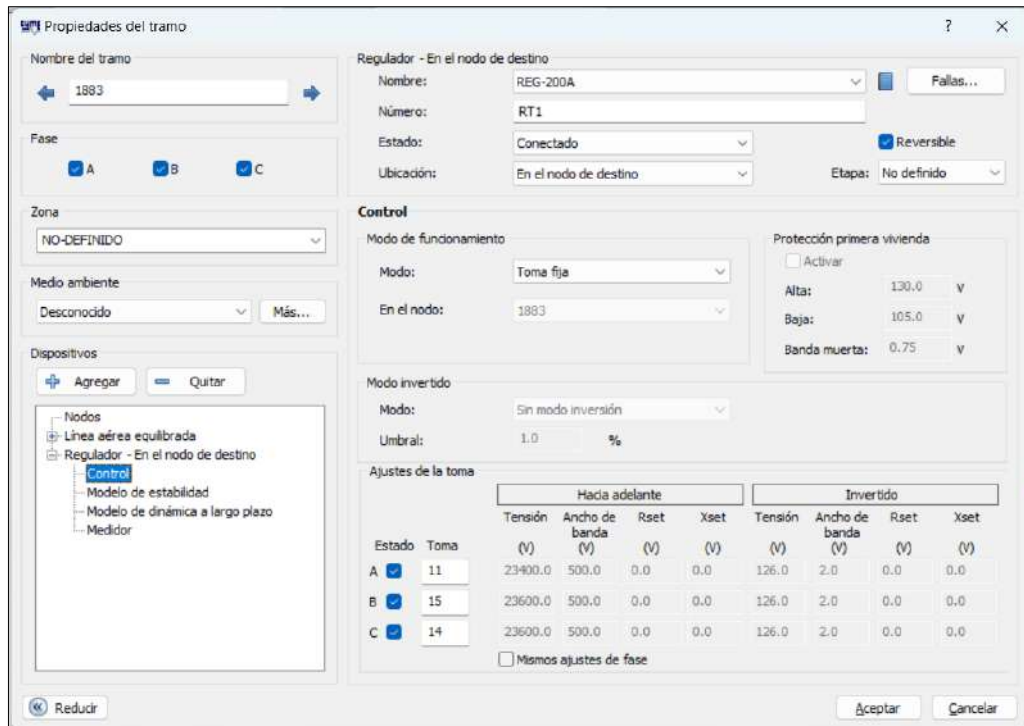 Propiedades del tramo
Nombre del tramo
1883
Fase
A B C
Zona
NO-DEFINIDO
Medio ambiente
Desconocido Más...
Dispositivos
Agregar Quitar
Nodos
Línea aérea equilibrada
Regulador - En el nodo de destino
Control
Modelo de estabilidad
Modelo de dinámica a largo plazo
Medidor
Regulador - En el nodo de destino
Nombre: REG-200A Fallas...
Número: RT1
Estado: Conectado Reversible
Ubicación: En el nodo de destino Etapa: No definido
Control
Modo de funcionamiento
Modo: Toma fija
En el nodo: 1883
Protección primera vivienda
Activar
Alta: 130.0 V
Baja: 105.0 V
Banda muerta: 0.75 V
Modo invertido
Modo: Sin modo inversión
Umbral: 1.0 %
Ajustes de la toma
Hacia adelante Invertido
Estado Toma Tensión (V) Ancho de banda (V) Rset (V) Xset (V) Tensión (V) Ancho de banda (V) Rset (V) Xset (V)
A 11 23400.0 500.0 0.0 0.0 126.0 2.0 0.0 0.0
B 15 23600.0 500.0 0.0 0.0 126.0 2.0 0.0 0.0
C 14 23600.0 500.0 0.0 0.0 126.0 2.0 0.0 0.0
Mismos ajustes de fase
Reducir Aceptar Cancelar